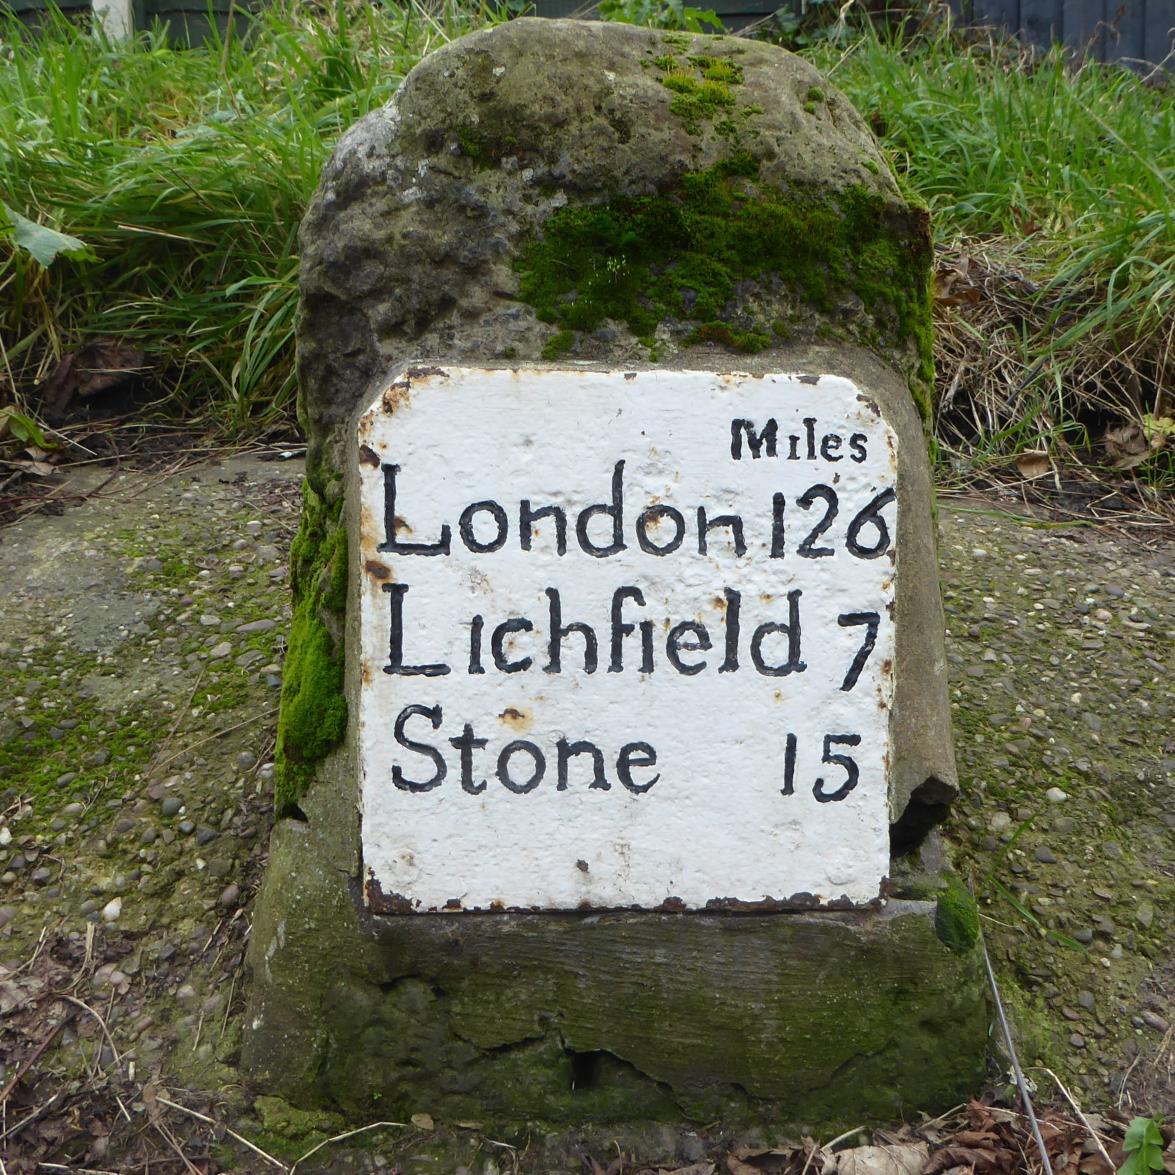 Miles
London 126
Lichfield 7
Stone 15